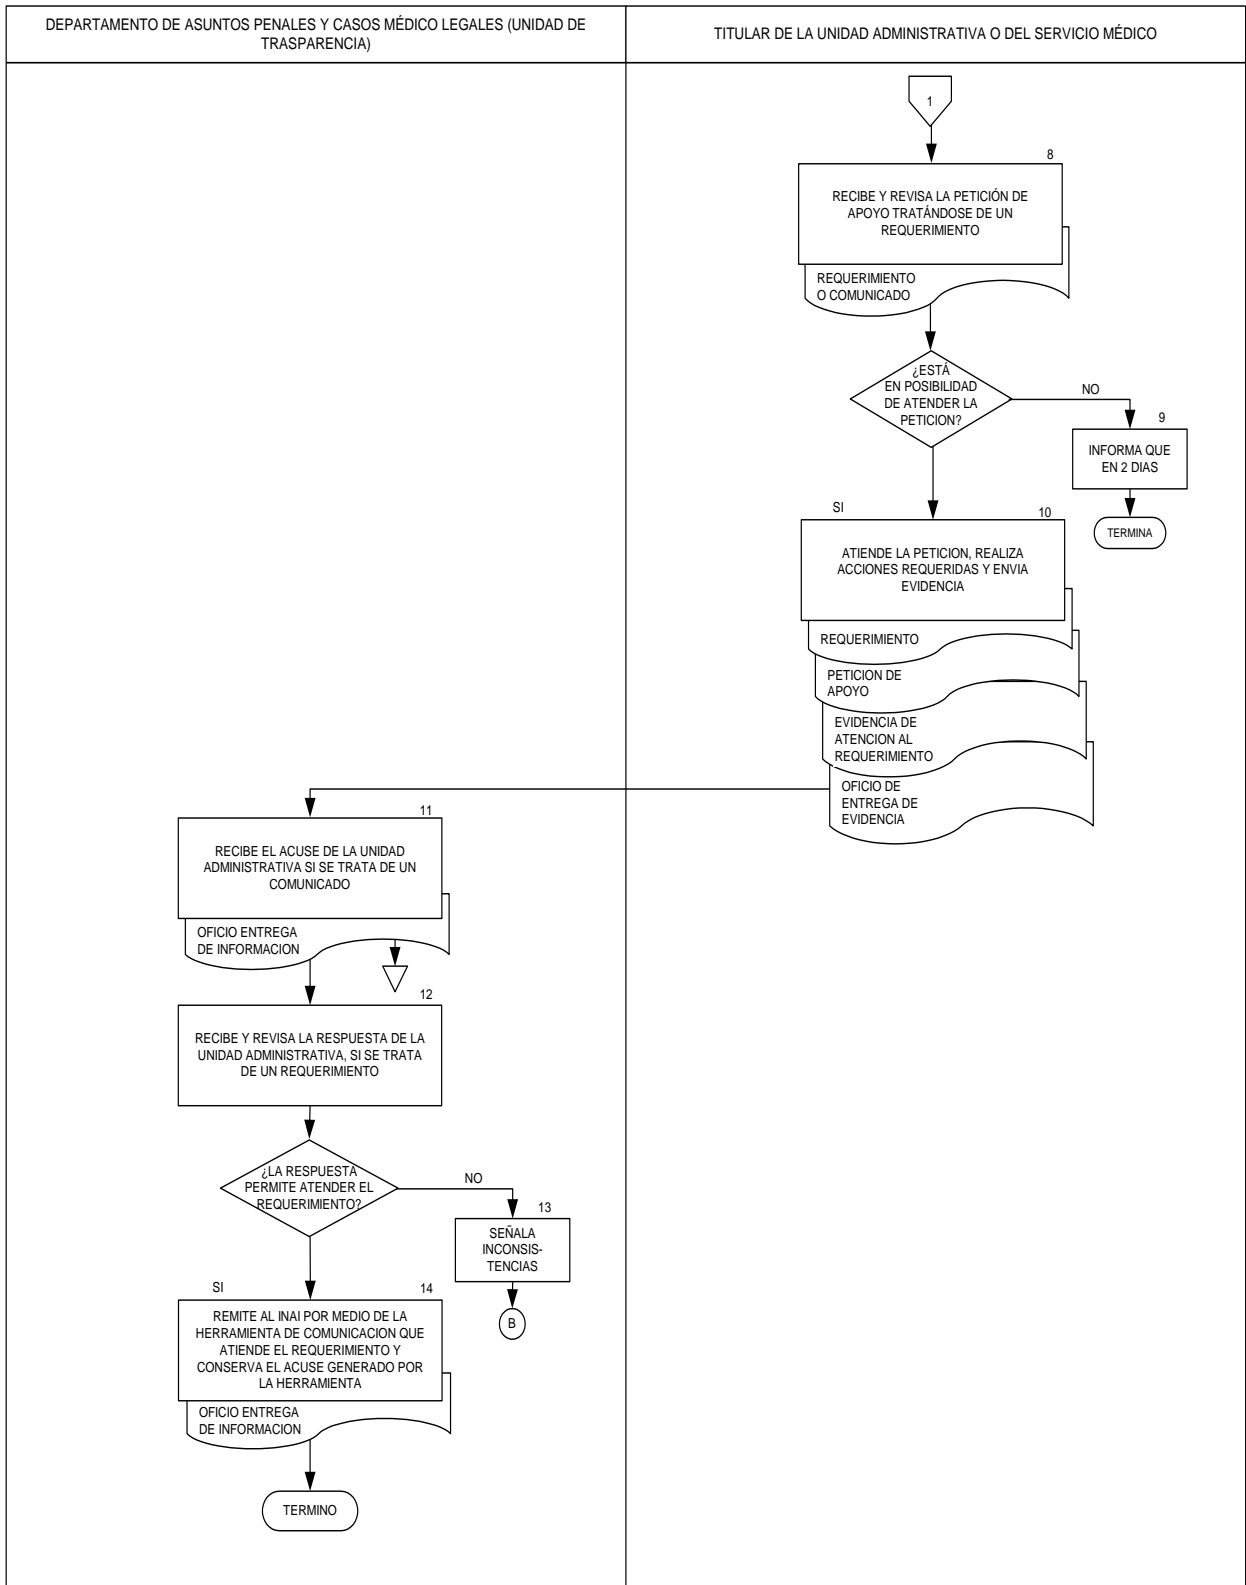 DEPARTAMENTO DE ASUNTOS PENALES Y CASOS MÉDICO LEGALES (UNIDAD DE
TRASPARENCIA)
TITULAR DE LA UNIDAD ADMINISTRATIVA O DEL SERVICIO MÉDICO
1
8
RECIBE Y REVISA LA PETICIÓN DE
APOYO TRATÁNDOSE DE UN
REQUERIMIENTO
REQUERIMIENTO
O COMUNICADO
¿ESTÁ
EN POSIBILIDAD
DE ATENDER LA
PETICION?
NO
9
INFORMA QUE
EN 2 DIAS
TERMINA
SI
10
ATIENDE LA PETICION, REALIZA
ACCIONES REQUERIDAS Y ENVIA
EVIDENCIA
REQUERIMIENTO
PETICION DE
APOYO
EVIDENCIA DE
ATENCION AL
REQUERIMIENTO
OFICIO DE
ENTREGA DE
EVIDENCIA
11
RECIBE EL ACUSE DE LA UNIDAD
ADMINISTRATIVA SI SE TRATA DE UN
COMUNICADO
OFICIO ENTREGA
DE INFORMACION
12
RECIBE Y REVISA LA RESPUESTA DE LA
UNIDAD ADMINISTRATIVA, SI SE TRATA
DE UN REQUERIMIENTO
¿LA RESPUESTA
PERMITE ATENDER EL
REQUERIMIENTO?
NO
13
SEÑALA
INCONSIS-
TENCIAS
B
SI
14
REMITE AL INAI POR MEDIO DE LA
HERRAMIENTA DE COMUNICACION QUE
ATIENDE EL REQUERIMIENTO Y
CONSERVA EL ACUSE GENERADO POR
LA HERRAMIENTA
OFICIO ENTREGA
DE INFORMACION
TERMINO